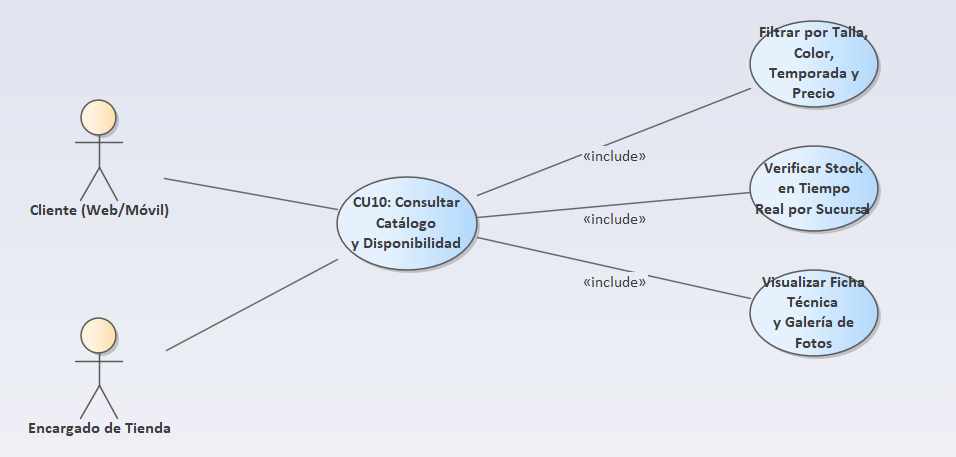 Filtrar por Talla,
Color,
Temporada y
Precio
«include»
Verificar Stock
en Tiempo
Real por Sucursal
CU10: Consultar
Catálogo
y Disponibilidad
Cliente (Web/Móvil)
«include»
«include»
Visualizar Ficha
Técnica
y Galería de
Fotos
Encargado de Tienda